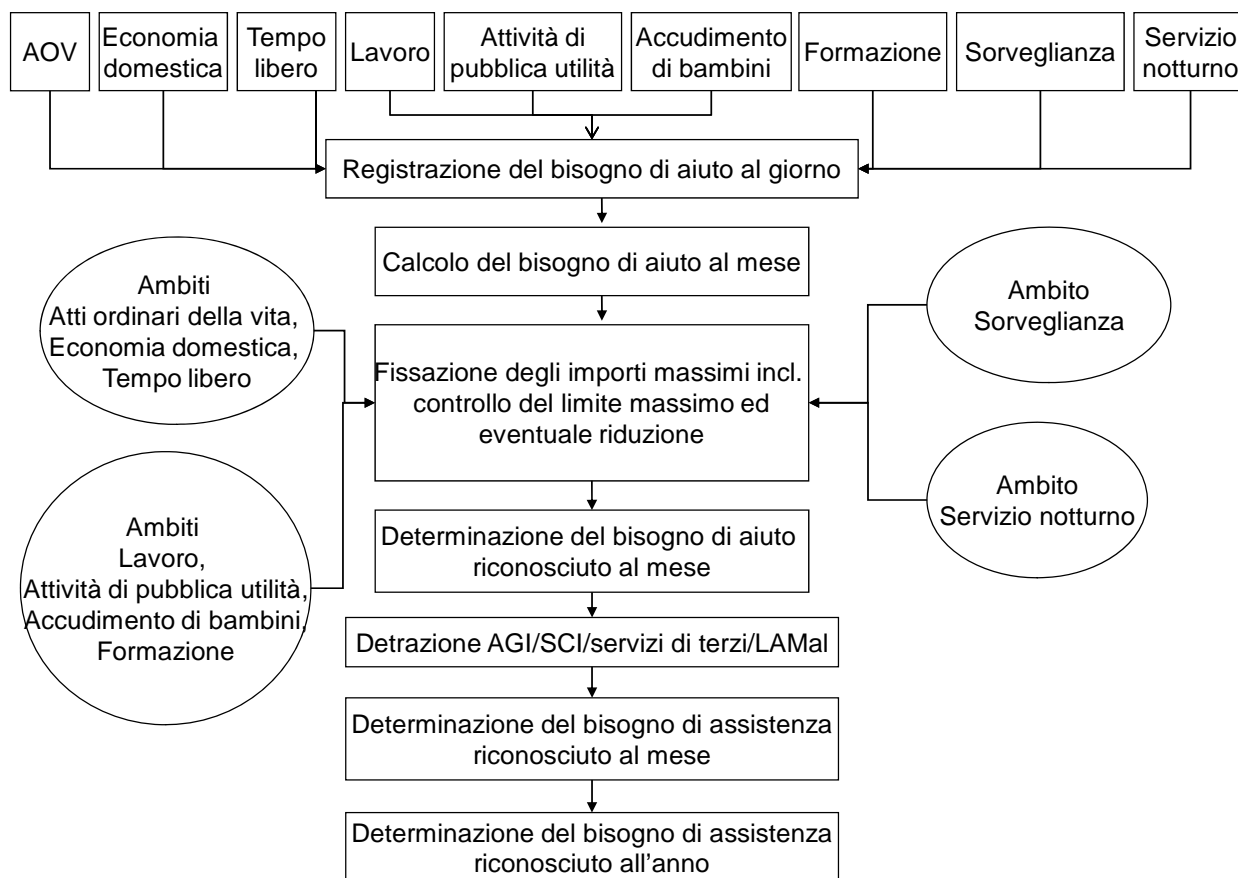 AOV
Economia
domestica
Tempo
libero
Lavoro
Attività di
pubblica utilità
Accudimento
di bambini
Formazione
Sorveglianza
Servizio
notturno
Registrazione del bisogno di aiuto al giorno
Calcolo del bisogno di aiuto al mese
Ambiti
Atti ordinari della vita,
Economia domestica,
Tempo libero
Ambito
Sorveglianza
Fissazione degli importi massimi incl.
controllo del limite massimo ed
eventuale riduzione
Ambiti
Lavoro,
Attività di pubblica utilità,
Accudimento di bambini,
Formazione
Ambito
Servizio notturno
Determinazione del bisogno di aiuto
riconosciuto al mese
Detrazione AGI/SCI/servizi di terzi/LAMal
Determinazione del bisogno di assistenza
riconosciuto al mese
Determinazione del bisogno di assistenza
riconosciuto all'anno